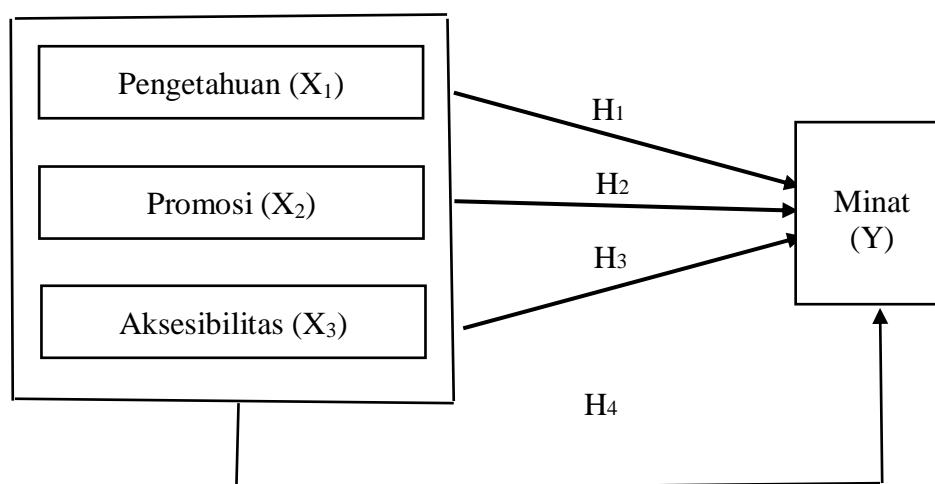 Pengetahuan (X₁)
H₁
Promosi (X₂)
H₂
Minat
(Y)
H₃
Aksesibilitas (X₃)
H₄